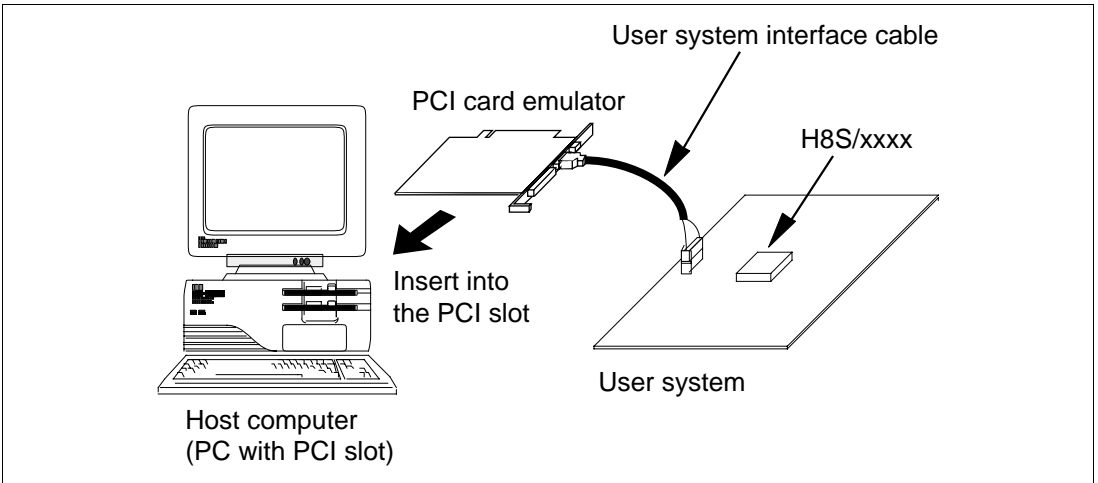 User system interface cable
PCI card emulator
H8S/xxxx
Insert into
the PCI slot
User system
Host computer
(PC with PCI slot)